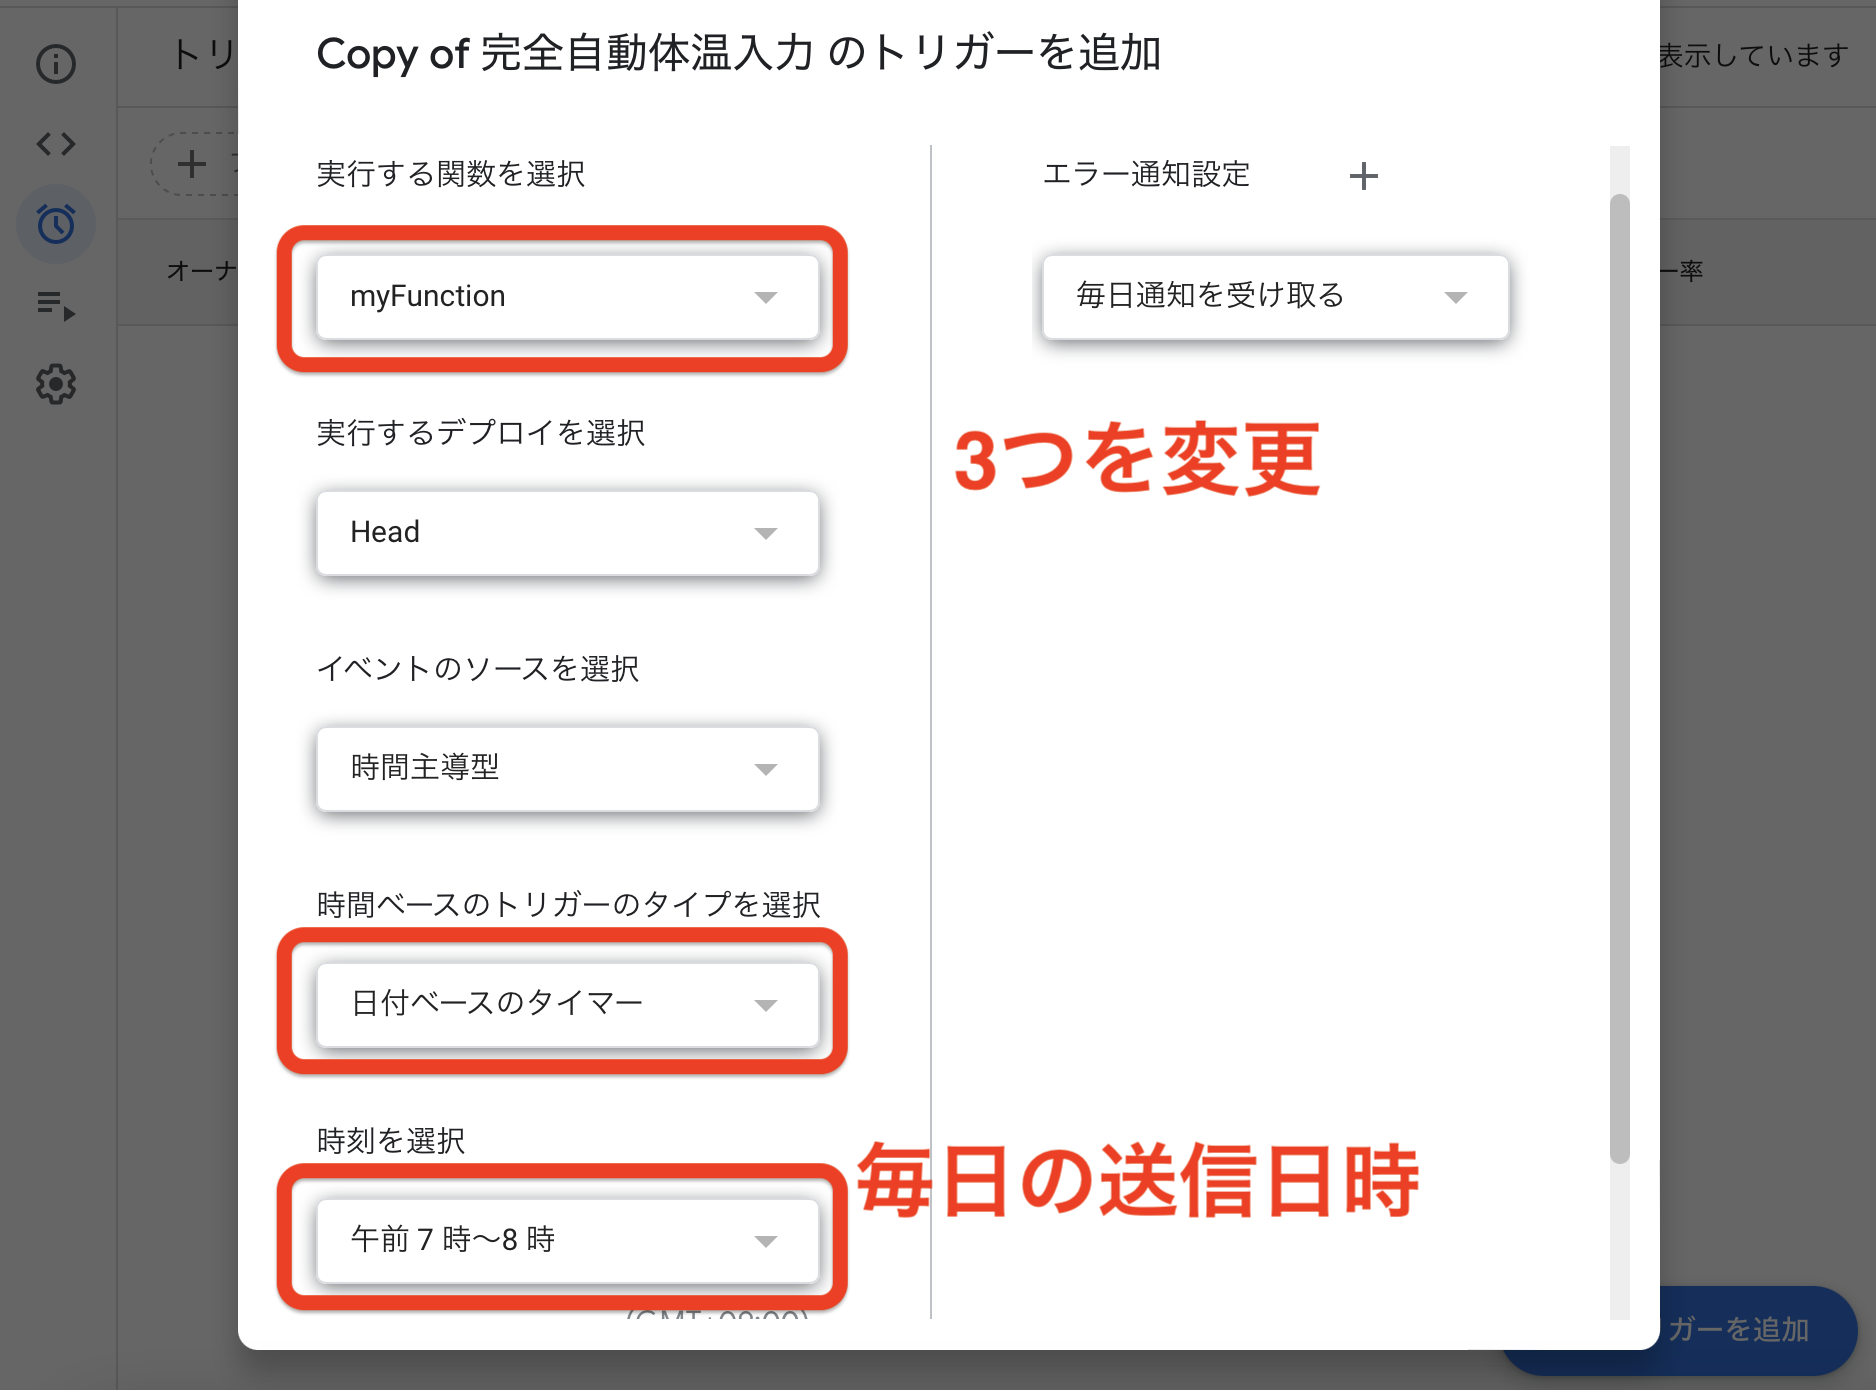 Copy of 完全自動体温入力 のトリガーを追加
トリ
表示しています
実行する関数を選択
エラー通知設定
オーナ
ー率
myFunction
毎日通知を受け取る
実行するデプロイを選択
3つを変更
Head
イベントのソースを選択
時間主導型
時間ベースのトリガーのタイプを選択
日付ベースのタイマー
時刻を選択
毎日の送信日時
午前 7 時～8 時
ガーを追加